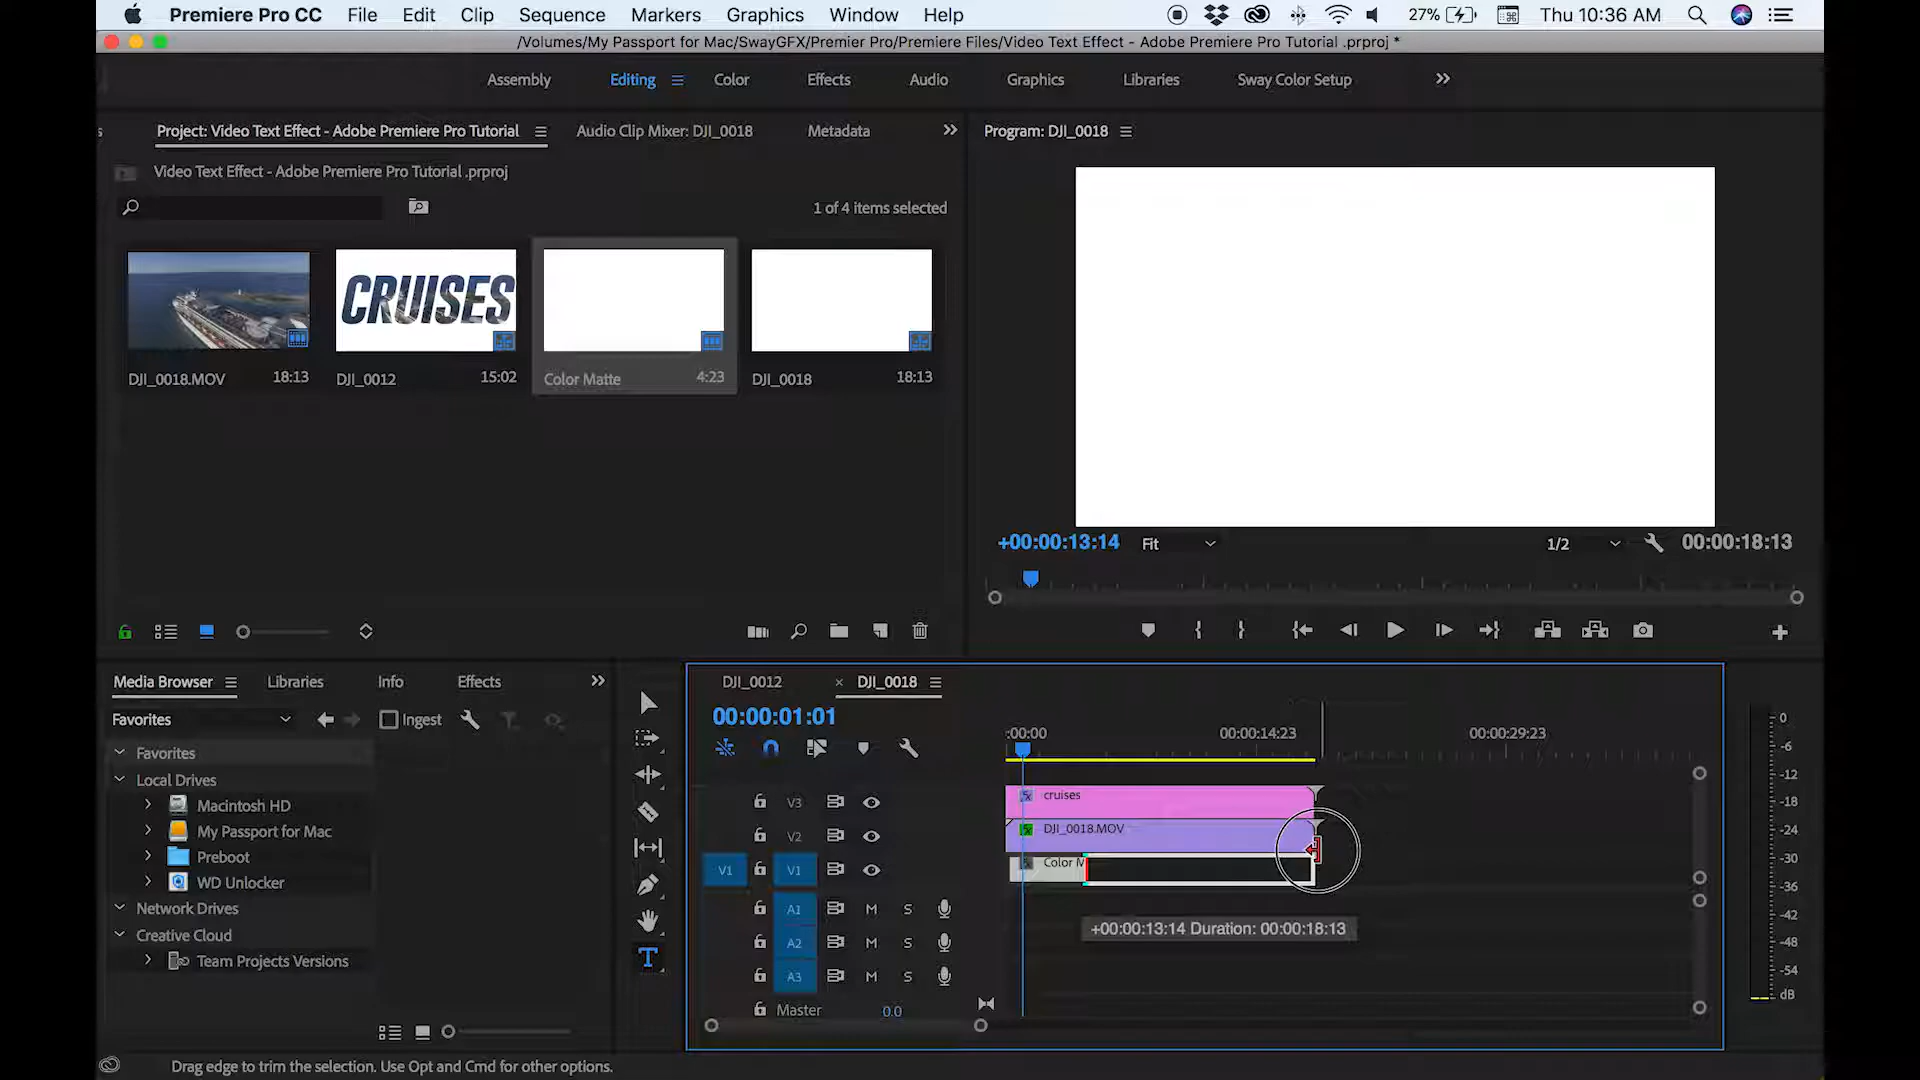 Premiere Pro CC File Edit Clip Sequence Markers Graphics Window Help 27% Thu 10:36 AM
/Volumes/My Passport for Mac/SwayGFX/Premier Pro/Premiere Files/Video Text Effect - Adobe Premiere Pro Tutorial .prproj *
Assembly Editing Color Effects Audio Graphics Libraries Sway Color Setup
s Project: Video Text Effect - Adobe Premiere Pro Tutorial Audio Clip Mixer: DJI_0018 Metadata
Program: DJI_0018
Video Text Effect - Adobe Premiere Pro Tutorial .prproj
1 of 4 items selected
CRUISES
DJI_0018.MOV 18:13
DJI_0012 15:02
Color Matte 4:23
DJI_0018 18:13
+00:00:13:14 Fit 1/2 00:00:18:13
Media Browser Libraries Info Effects
Favorites Ingest
Favorites
Local Drives
Macintosh HD
My Passport for Mac
Preboot
WD Unlocker
Network Drives
Creative Cloud
Team Projects Versions
DJI_0012 × DJI_0018
00:00:01:01
:00:00 00:00:14:23 00:00:29:23
V3 fx cruises
V2 fx DJI_0018.MOV
V1 V1 fx Color M
A1 M S
+00:00:13:14 Duration: 00:00:18:13
A2 M S
A3 M S
Master 0.0
0
-6
-12
-18
-24
-30
-36
-42
-48
-54
dB
Drag edge to trim the selection. Use Opt and Cmd for other options.